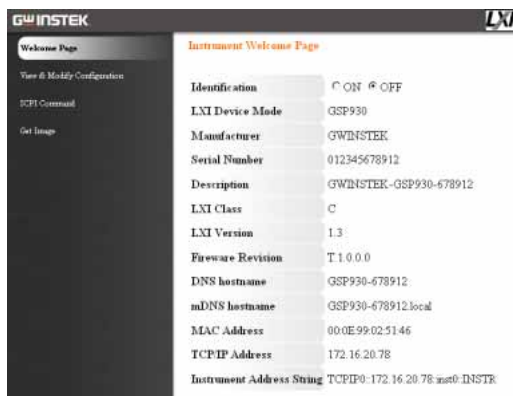 GWINSTEK
LXI
Welcome Page
View & Modify Configuration
SCPI Command
Get Image
Instrument Welcome Page
Identification ON OFF
LXI Device Mode GSP930
Manufacturer GWINSTEK
Serial Number 012345678912
Description GWINSTEK-GSP930-678912
LXI Class C
LXI Version 1.3
Fireware Revision T.1.0.0.0
DNS hostname GSP930-678912
mDNS hostname GSP930-678912.local
MAC Address 00:0E:99:02:51:46
TCP/IP Address 172.16.20.78
Instrument Address String TCPIP0::172.16.20.78::inst0::INSTR